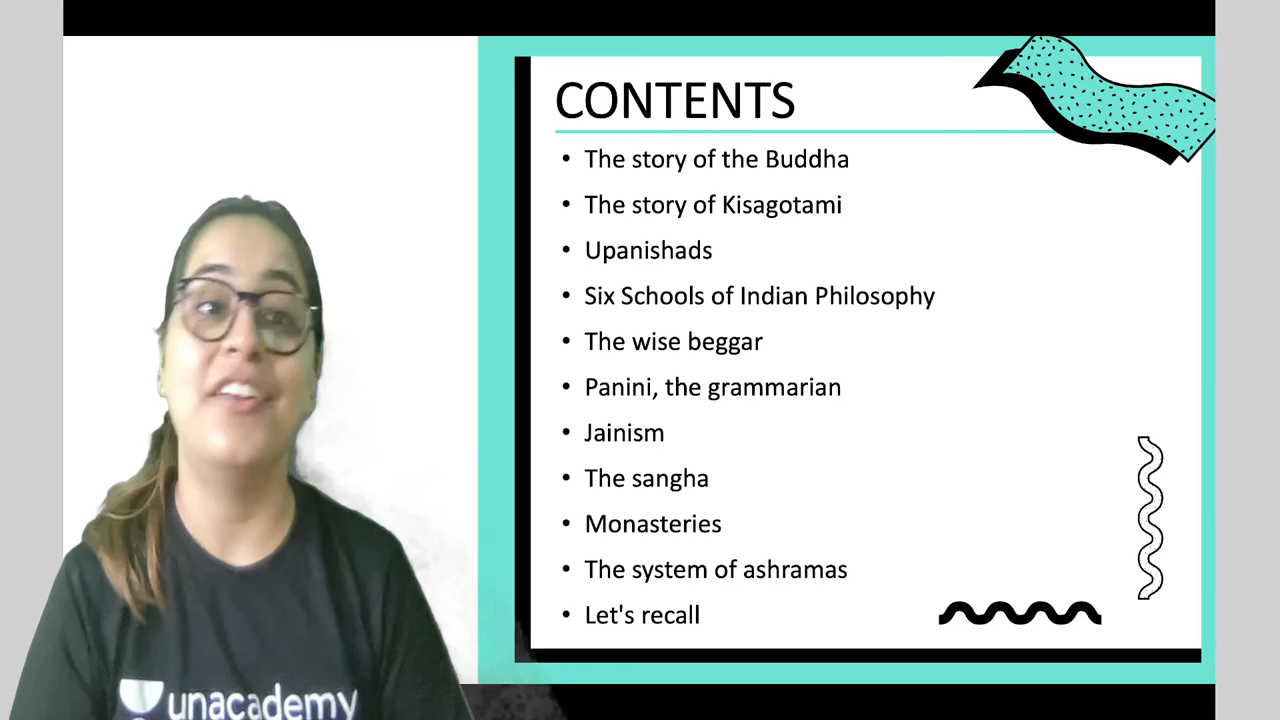 CONTENTS
• The story of the Buddha
• The story of Kisagotami
• Upanishads
• Six Schools of Indian Philosophy
• The wise beggar
• Panini, the grammarian
• Jainism
• The sangha
• Monasteries
• The system of ashramas
• Let's recall
unacademy